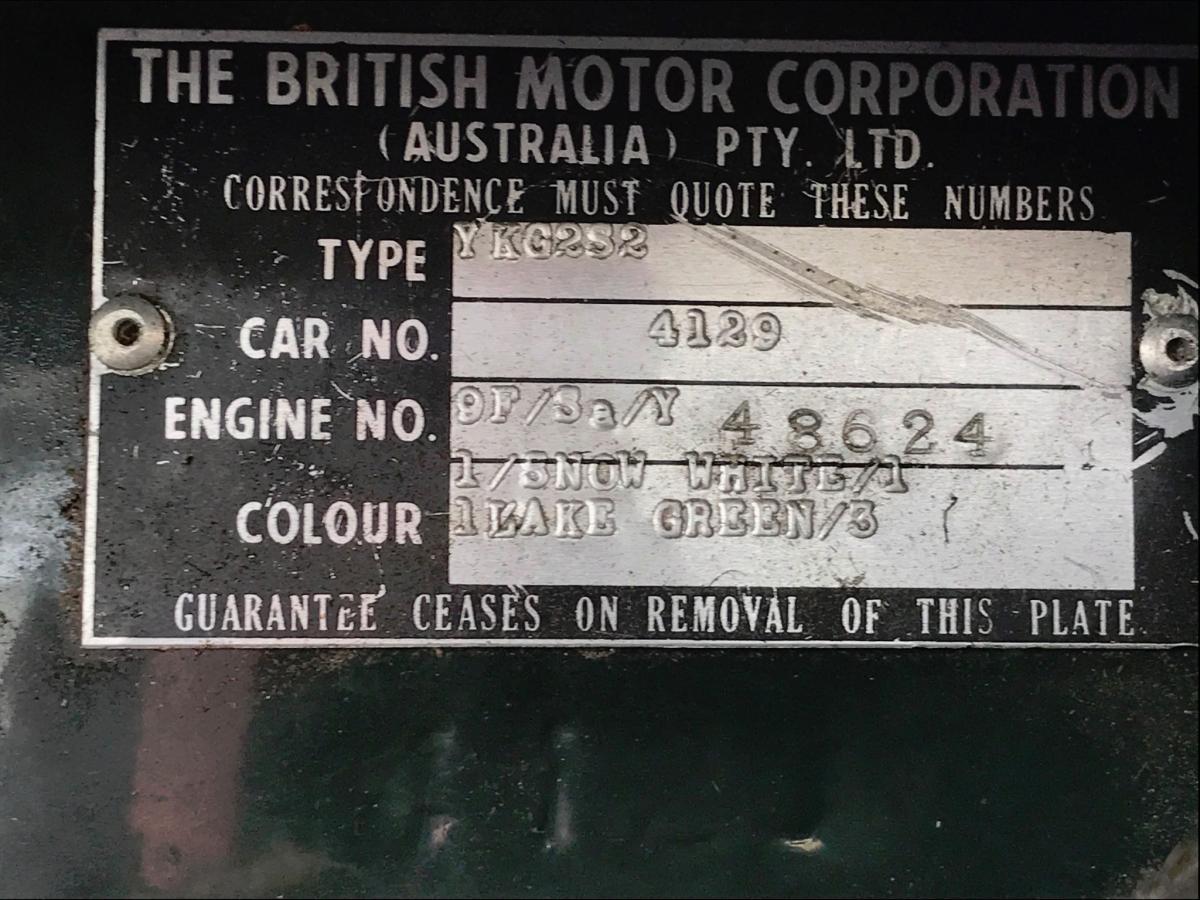 THE BRITISH MOTOR CORPORATION
(AUSTRALIA) PTY. LTD.
CORRESPONDENCE MUST QUOTE THESE NUMBERS
TYPE YKG2S2
CAR NO. 4129
ENGINE NO. 9F/Sa/Y 48624
1/SNOW WHITE/1
COLOUR 1LAKE GREEN/3
GUARANTEE CEASES ON REMOVAL OF THIS PLATE